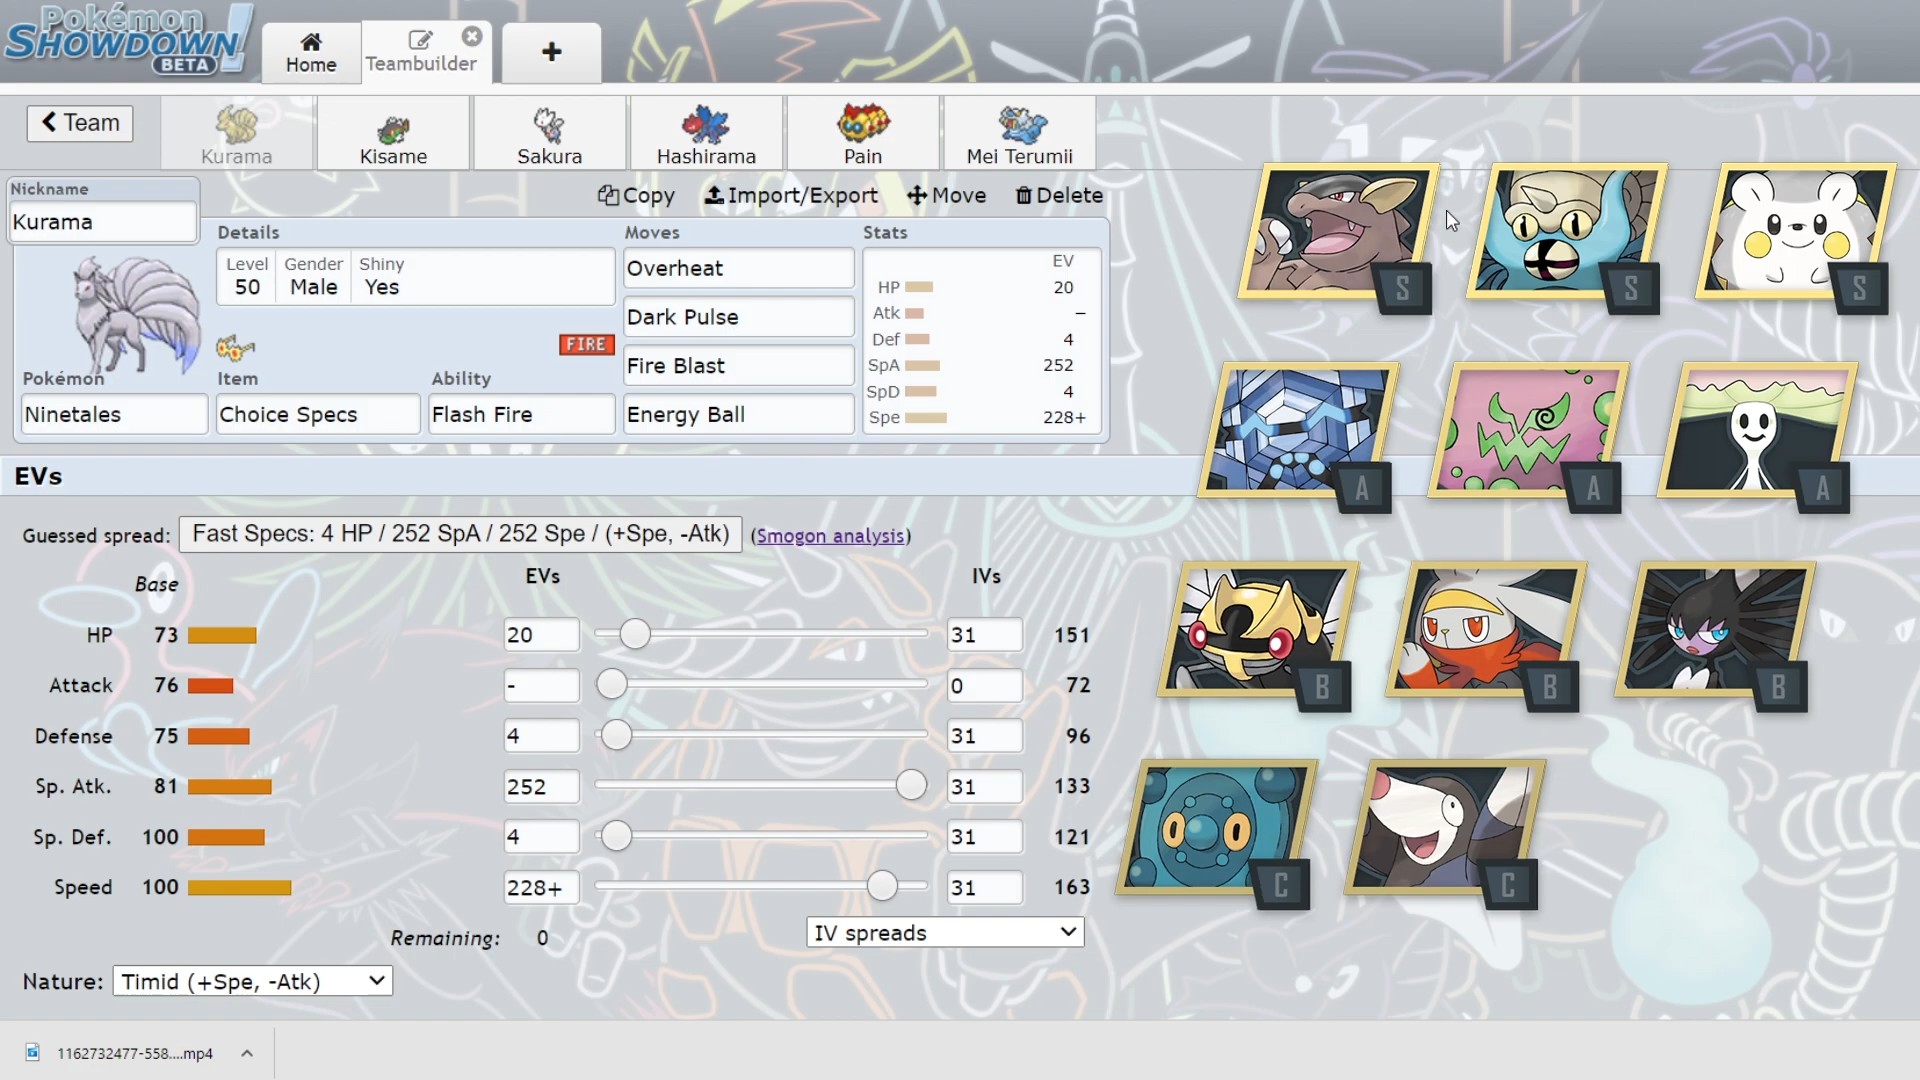 Pokémon
SHOWDOWN!
BETA
Home
Teambuilder
Team
Kurama
Kisame
Sakura
Hashirama
Pain
Mei Terumii
Copy
Import/Export
Move
Delete
Nickname
Kurama
Details
Level
50
Gender
Male
Shiny
Yes
FIRE
Pokémon
Ninetales
Item
Choice Specs
Ability
Flash Fire
Moves
Overheat
Dark Pulse
Fire Blast
Energy Ball
Stats
EV
HP 20
Atk –
Def 4
SpA 252
SpD 4
Spe 228+
EVs
Guessed spread: Fast Specs: 4 HP / 252 SpA / 252 Spe / (+Spe, -Atk) (Smogon analysis)
Base EVs IVs
HP 73 20 31 151
Attack 76 - 0 72
Defense 75 4 31 96
Sp. Atk. 81 252 31 133
Sp. Def. 100 4 31 121
Speed 100 228+ 31 163
Remaining: 0
IV spreads
Nature: Timid (+Spe, -Atk)
S S S
A A A
B B B
C C
1162732477-558....mp4